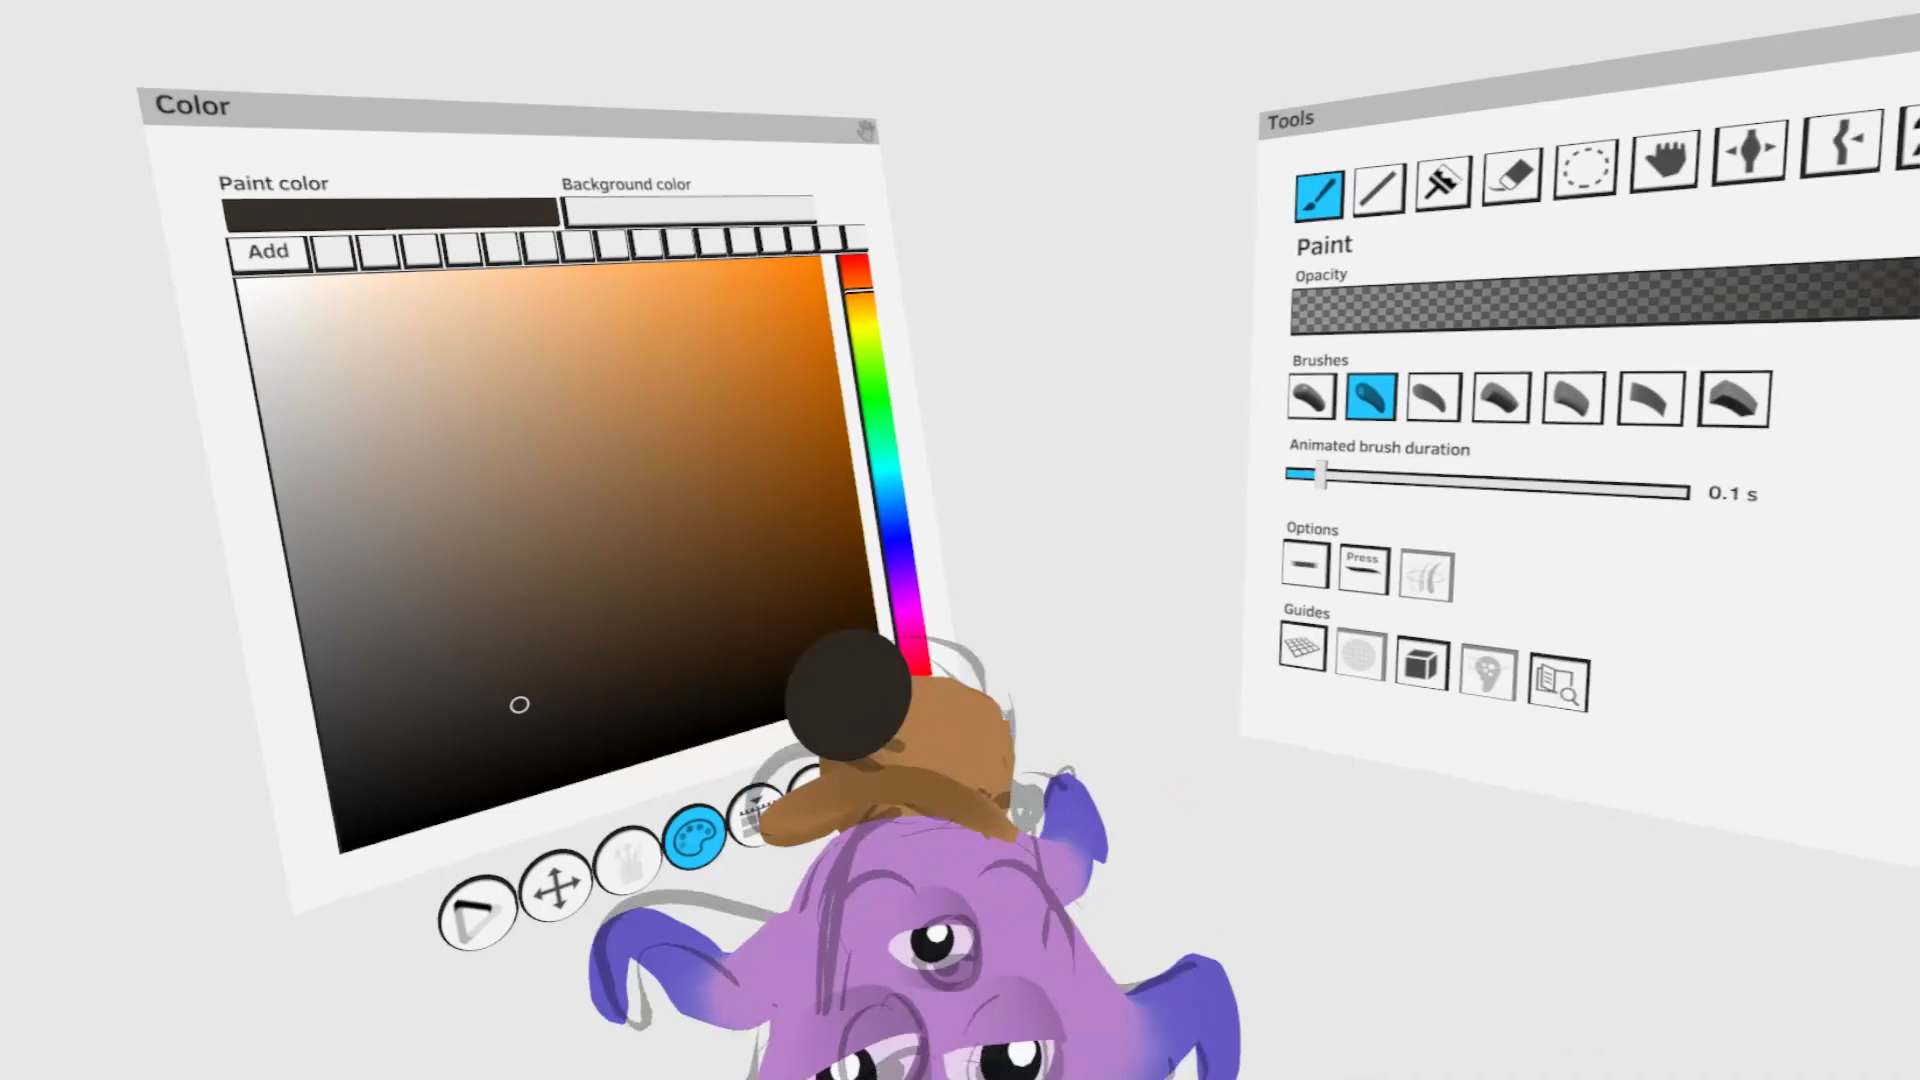 Color
Paint color
Background color
Add
Tools
Paint
Opacity
Brushes
Animated brush duration
0.1 s
Options
Press
Guides